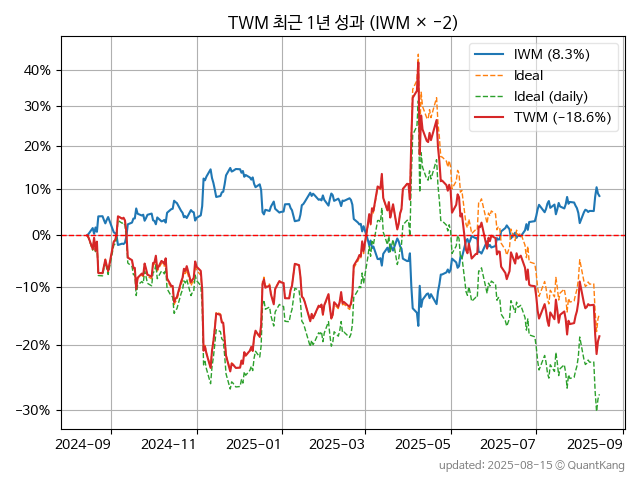 TWM 최근 1년 성과 (IWM × −2)
IWM (8.3%)
Ideal
Ideal (daily)
TWM (−18.6%)
40%
30%
20%
10%
0%
−10%
−20%
−30%
2024-09
2024-11
2025-01
2025-03
2025-05
2025-07
2025-09
updated: 2025-08-15 ⓒ QuantKang